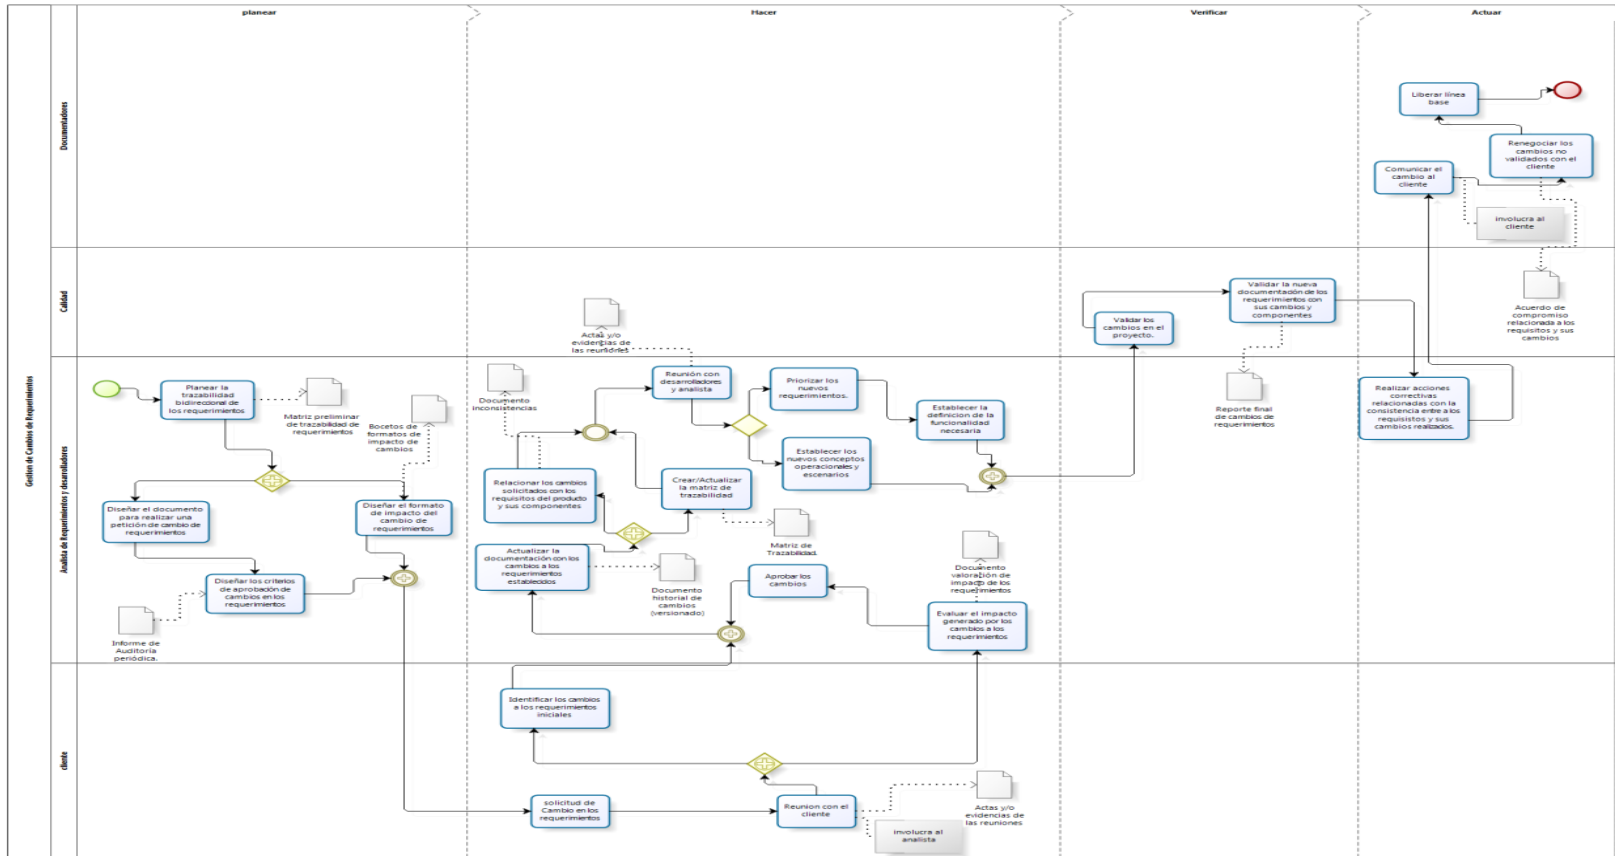 planear
Hacer
Verificar
Actuar
Gestion de Cambio de Requerimientos
Documentadores
Calidad
Analista de Requerimientos y desarrolladores
cliente
Liberar línea
base
Renegociar los
cambios no
validados con el
cliente
Comunicar el
cambio al
cliente
involucra al
cliente
Acuerdo de
compromiso
relacionada a los
requisitos y sus
cambios
Validar la nueva
documentación de los
requerimientos con
sus cambios y
componentes
Validar los
cambios en el
proyecto.
Reporte final
de cambios de
requerimientos
Realizar acciones
correctivas
relacionadas con la
consistencia entre a los
requisistos y sus
cambios realizados.
Actas y/o
evidencias de
las reuniones
Planear la
trazabilidad
bidireccional de
los requerimientos
Matriz preliminar
de trazabilidad de
requerimientos
Bocetos de
formatos de
impacto de
cambios
Diseñar el documento
para realizar una
petición de cambio de
requerimientos
Diseñar el formato
de impacto del
cambio de
requerimientos
Diseñar los criterios
de aprobación de
cambios en los
requerimientos
Informe de
Auditoría
periódica.
Documento
inconsistencias
Reunión con
desarrolladores
y analista
Priorizar los
nuevos
requerimientos.
Establecer la
definicion de la
funcionalidad
necesaria
Establecer los
nuevos conceptos
operacionales y
escenarios
Relacionar los cambios
solicitados con los
requisitos del producto
y sus componentes
Crear/Actualizar
la matriz de
trazabilidad
Matriz de
Trazabilidad.
Actualizar la
documentación con los
cambios a los
requerimientos
establecidos
Documento
historial de
cambios
(versionado)
Aprobar los
cambios
Documento
valoración de
impacto de los
requerimientos
Evaluar el impacto
generado por los
cambios a los
requerimientos
Identificar los cambios
a los requerimientos
iniciales
solicitud de
Cambio en los
requerimientos
Reunion con el
cliente
involucra al
analista
Actas y/o
evidencias de
las reuniones